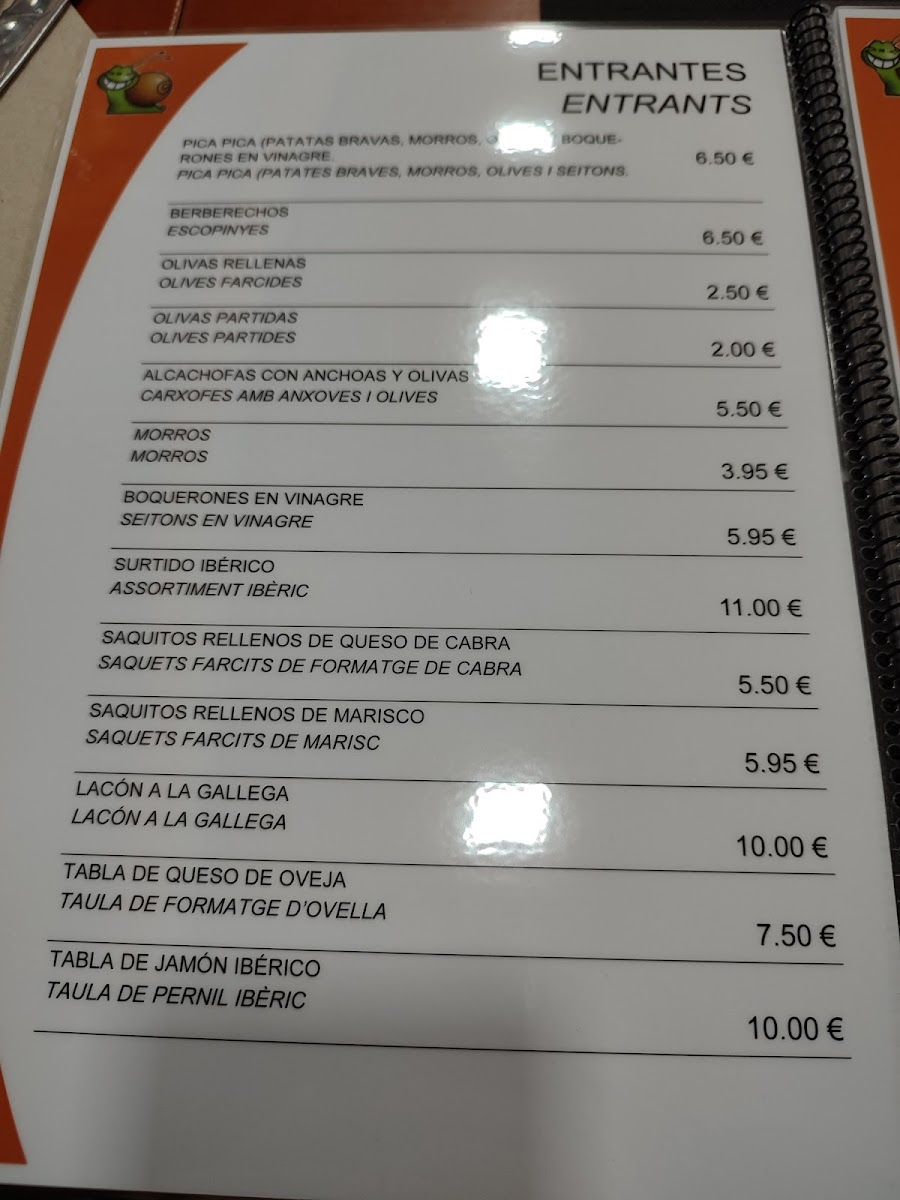 ENTRANTES
ENTRANTS
PICA PICA (PATATAS BRAVAS, MORROS, BOQUE-
RONES EN VINAGRE.
PICA PICA (PATATES BRAVES, MORROS, OLIVES I SEITONS.
6.50 €
BERBERECHOS
ESCOPINYES
6.50 €
OLIVAS RELLENAS
OLIVES FARCIDES
2.50 €
OLIVAS PARTIDAS
OLIVES PARTIDES
2.00 €
ALCACHOFAS CON ANCHOAS Y OLIVAS
CARXOFES AMB ANXOVES I OLIVES
5.50 €
MORROS
MORROS
3.95 €
BOQUERONES EN VINAGRE
SEITONS EN VINAGRE
5.95 €
SURTIDO IBÉRICO
ASSORTIMENT IBÈRIC
11.00 €
SAQUITOS RELLENOS DE QUESO DE CABRA
SAQUETS FARCITS DE FORMATGE DE CABRA
5.50 €
SAQUITOS RELLENOS DE MARISCO
SAQUETS FARCITS DE MARISC
5.95 €
LACÓN A LA GALLEGA
LACÓN A LA GALLEGA
10.00 €
TABLA DE QUESO DE OVEJA
TAULA DE FORMATGE D'OVELLA
7.50 €
TABLA DE JAMÓN IBÉRICO
TAULA DE PERNIL IBÈRIC
10.00 €